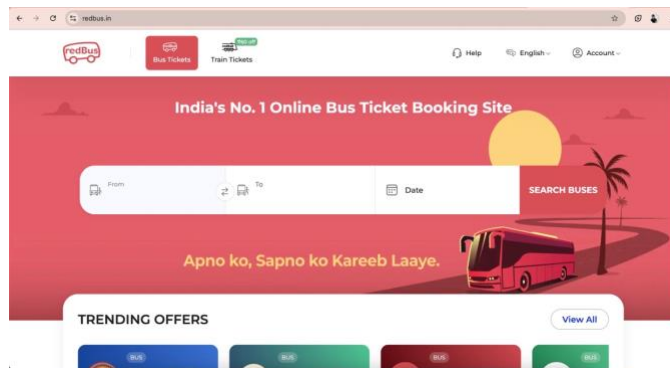 redbus.in
redBus
Bus Tickets
Train Tickets
Help
English
Account
India's No. 1 Online Bus Ticket Booking Site
From
To
Date
SEARCH BUSES
Apno ko, Sapno ko Kareeb Laaye.
TRENDING OFFERS
View All
BUS
BUS
BUS
BUS